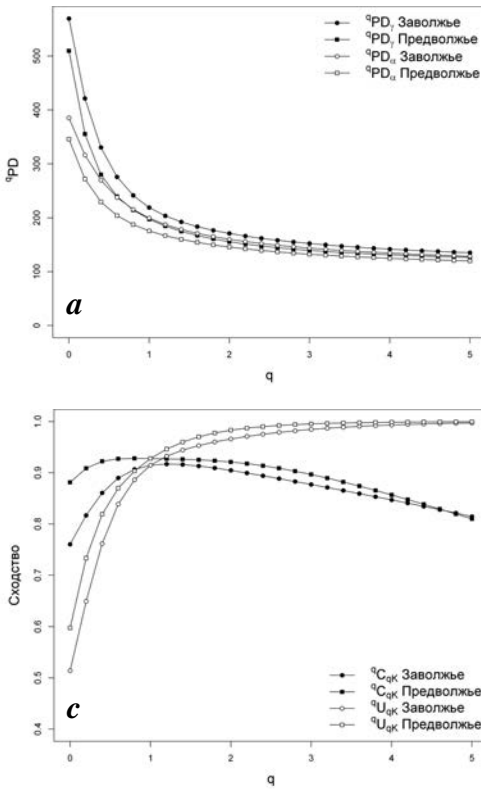 qPDγ Заволжье
qPDγ Предволжье
qPDα Заволжье
qPDα Предволжье
qPD
500
400
300
200
100
0
a
0 1 2 3 4 5
q
Сходство
1.0
0.9
0.8
0.7
0.6
0.5
0.4
qCqK Заволжье
qCqK Предволжье
qUqK Заволжье
qUqK Предволжье
c
0 1 2 3 4 5
q